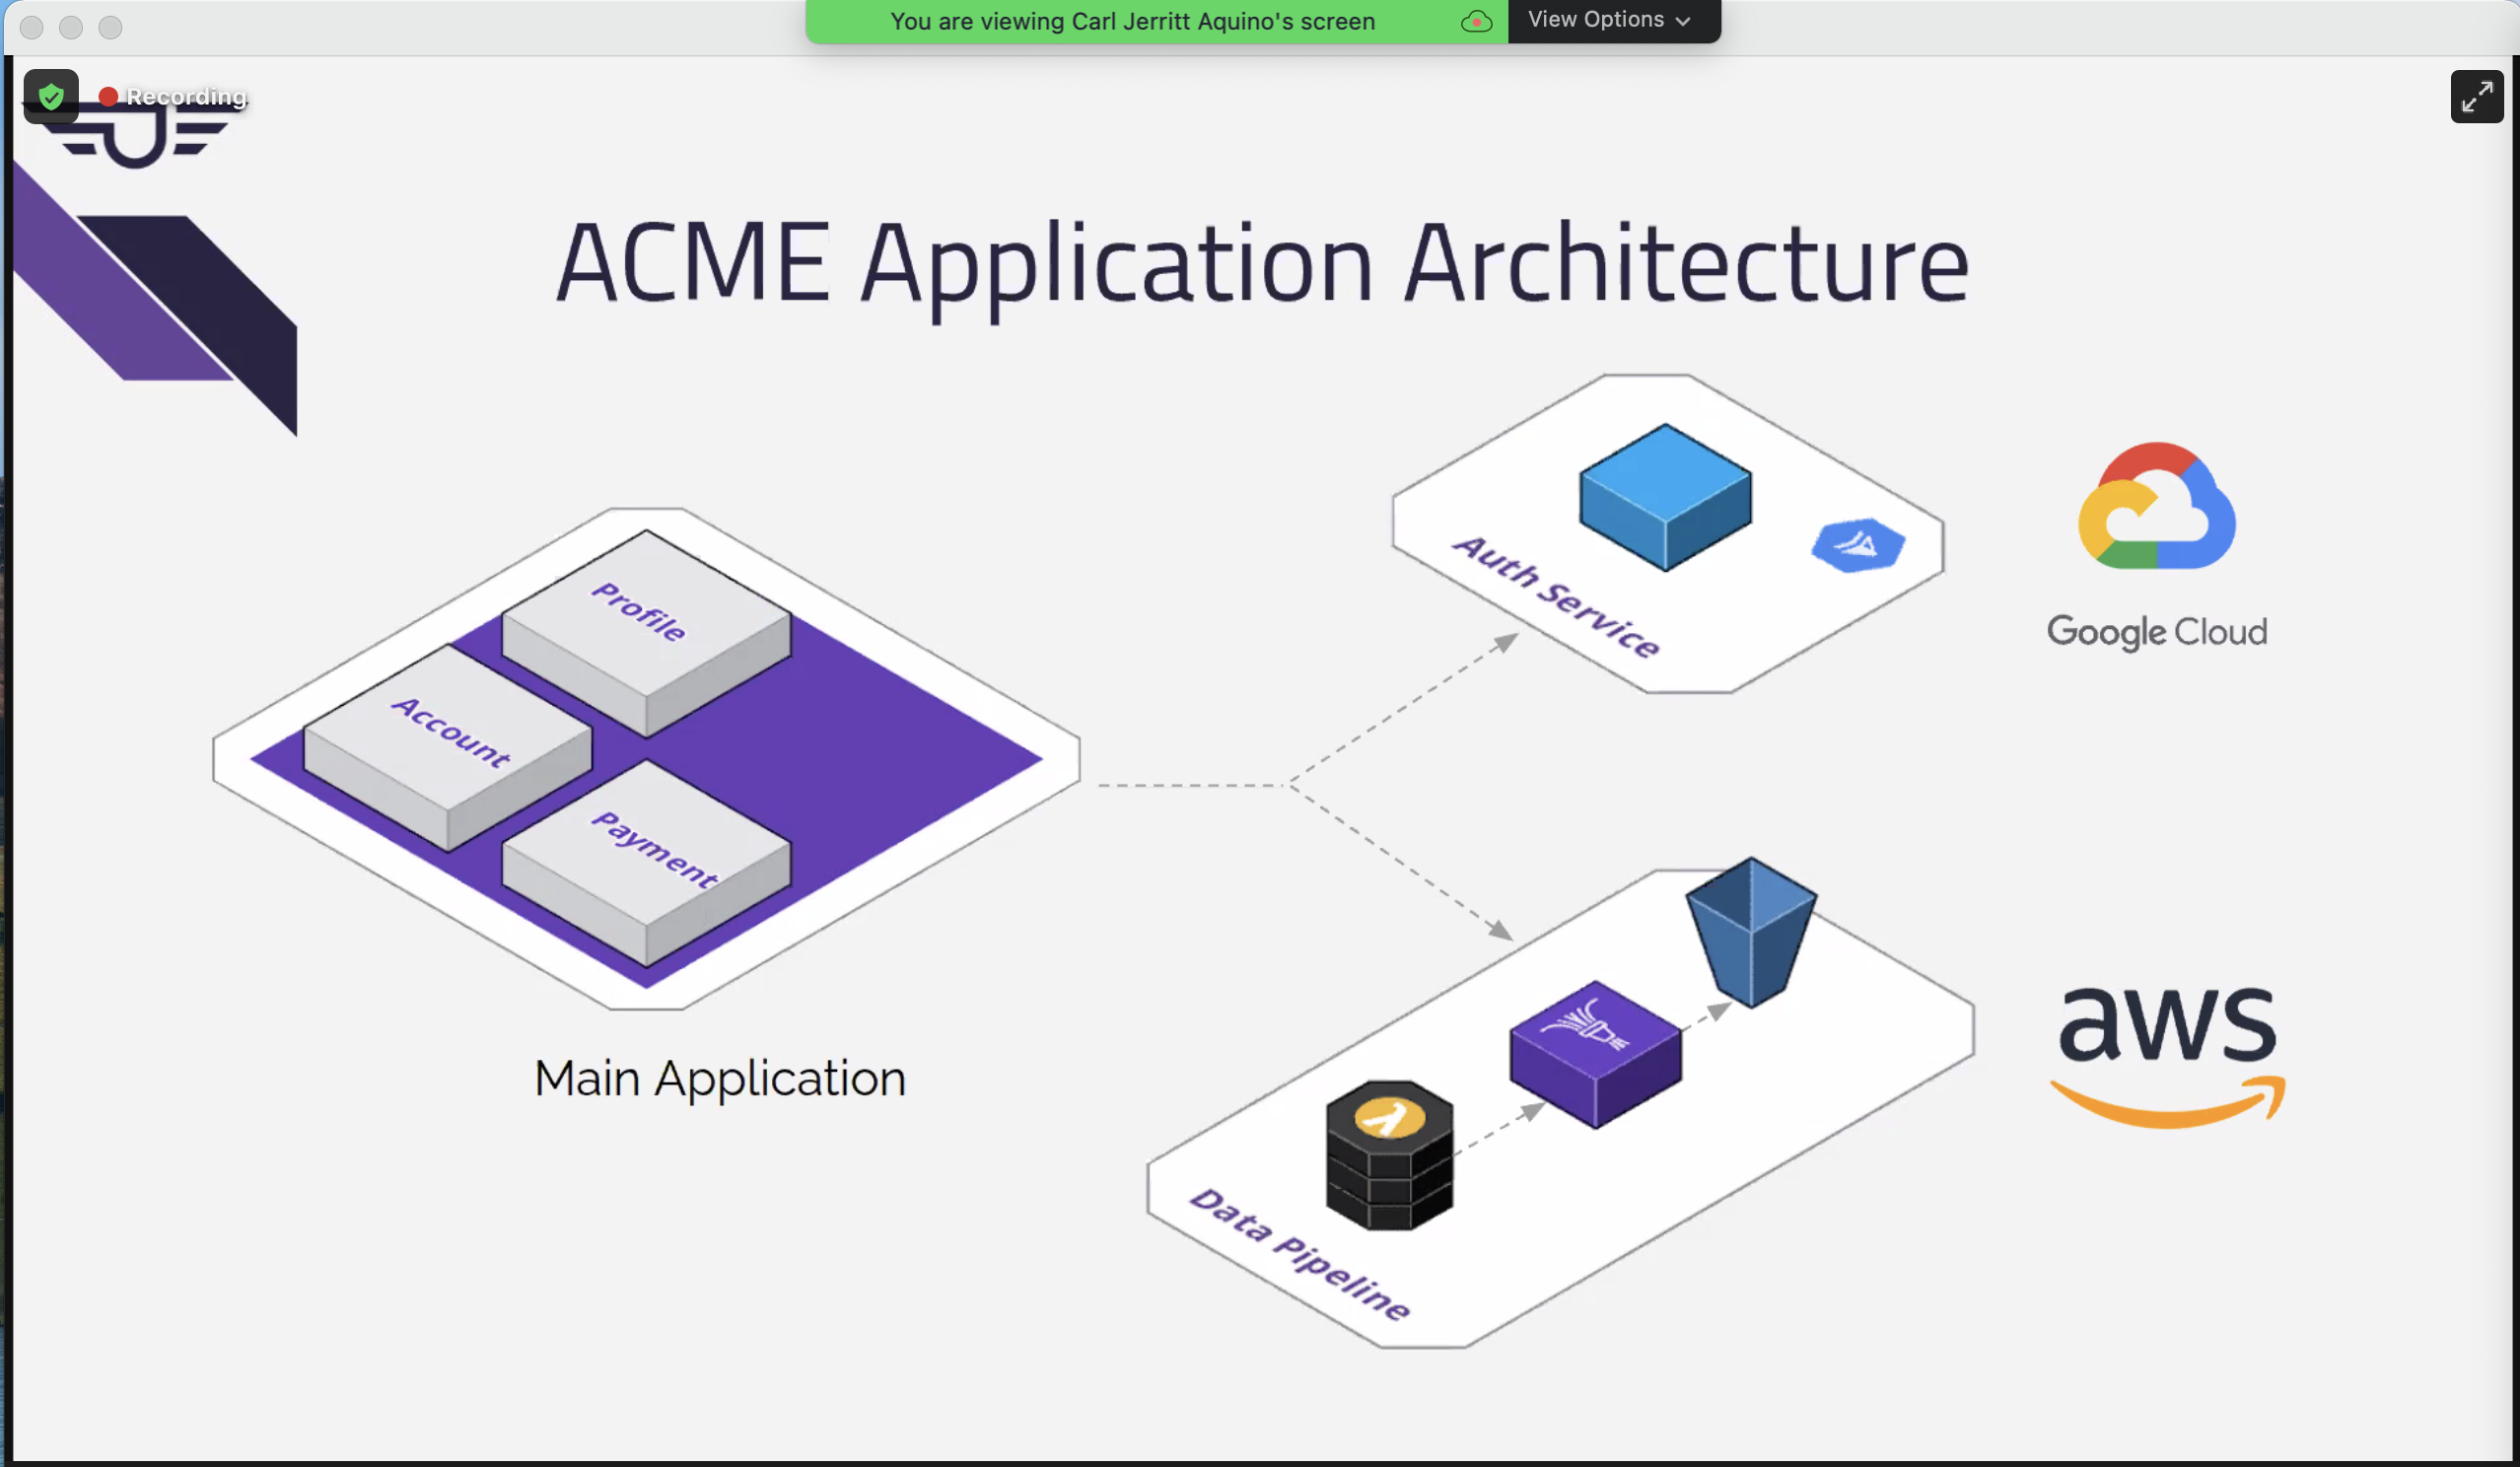 You are viewing Carl Jerritt Aquino's screen
View Options
Recording
ACME Application Architecture
Profile
Account
Payment
Main Application
Auth Service
Google Cloud
Data Pipeline
aws